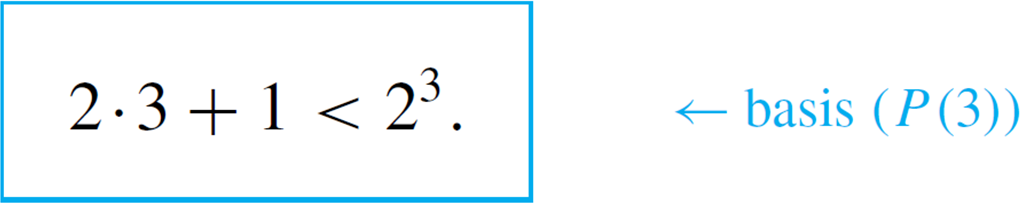 2·3 + 1 < 2³. ← basis (P(3))